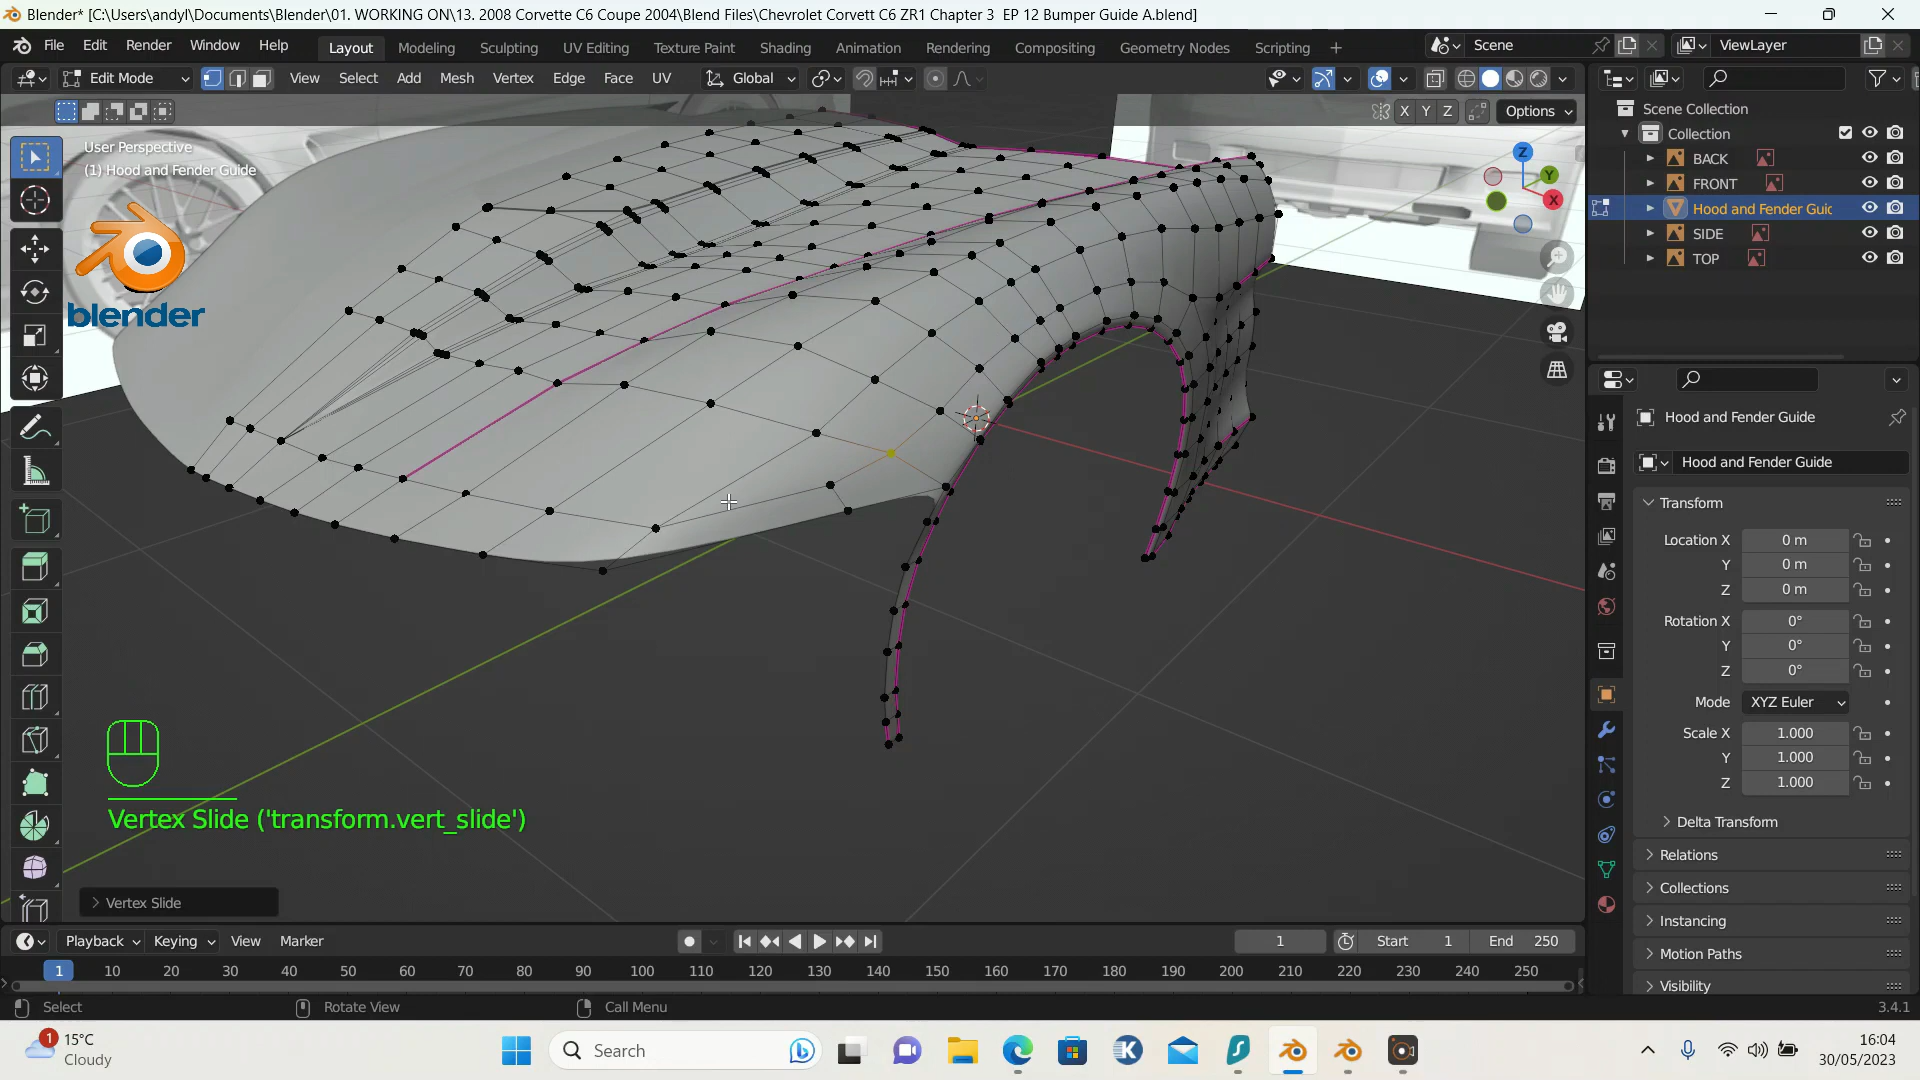 Blender* [C:\Users\andyl\Documents\Blender\01. WORKING ON\13. 2008 Corvette C6 Coupe 2004\Blend Files\Chevrolet Corvett C6 ZR1 Chapter 3 EP 12 Bumper Guide A.blend]
File Edit Render Window Help Layout Modeling Sculpting UV Editing Texture Paint Shading Animation Rendering Compositing Geometry Nodes Scripting + Scene ViewLayer
Edit Mode View Select Add Mesh Vertex Edge Face UV Global
X Y Z Options
User Perspective
(1) Hood and Fender Guide
blender
Z
Y
X
Vertex Slide ('transform.vert_slide')
> Vertex Slide
Scene Collection
Collection
BACK
FRONT
Hood and Fender Guic
SIDE
TOP
Hood and Fender Guide
Hood and Fender Guide
Transform
Location X 0 m
Y 0 m
Z 0 m
Rotation X 0°
Y 0°
Z 0°
Mode XYZ Euler
Scale X 1.000
Y 1.000
Z 1.000
Delta Transform
Relations
Collections
Instancing
Motion Paths
Visibility
Playback Keying View Marker 1 Start 1 End 250
1 10 20 30 40 50 60 70 80 90 100 110 120 130 140 150 160 170 180 190 200 210 220 230 240 250
Select Rotate View Call Menu 3.4.1
1 15°C
Cloudy
Search
K
16:04
30/05/2023